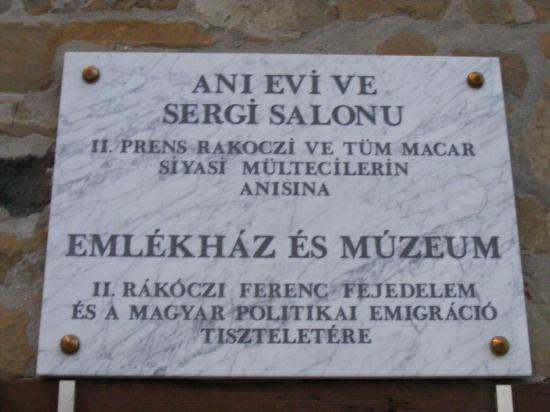 ANI EVİ VE
SERGİ SALONU
II. PRENS RAKOCZİ VE TÜM MACAR
SİYASİ MÜLTECİLERİN
ANISINA
EMLÉKHÁZ ÉS MÚZEUM
II. RÁKÓCZI FERENC FEJEDELEM
ÉS A MAGYAR POLITIKAI EMIGRÁCIÓ
TISZTELETÉRE